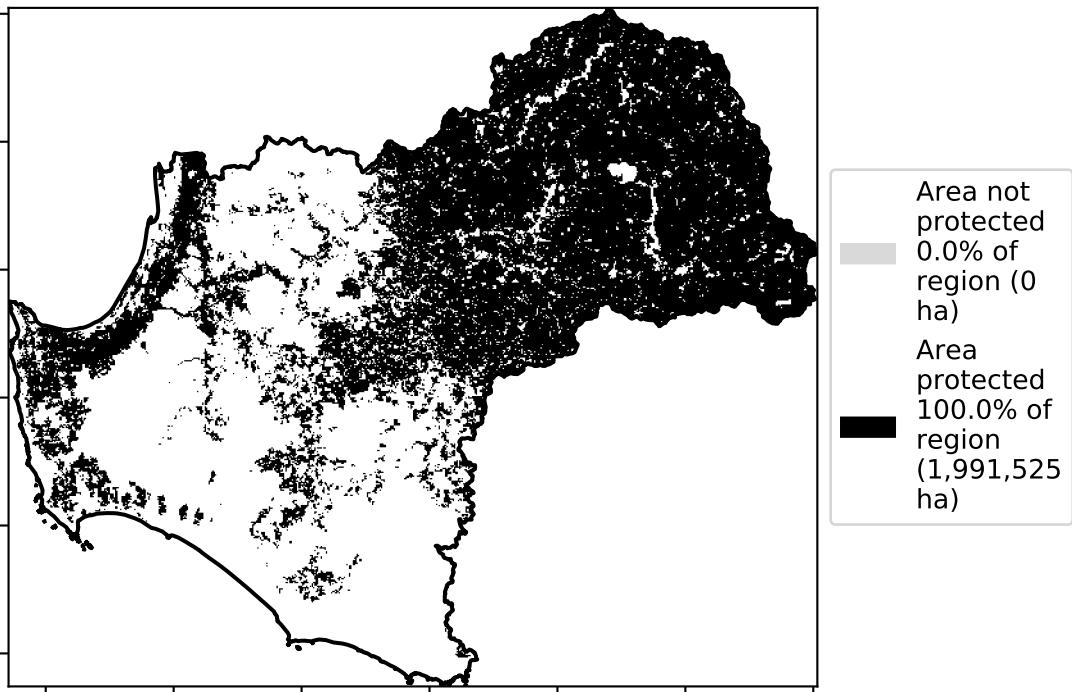 Area not
protected
0.0% of
region (0
ha)
Area
protected
100.0% of
region
(1,991,525
ha)